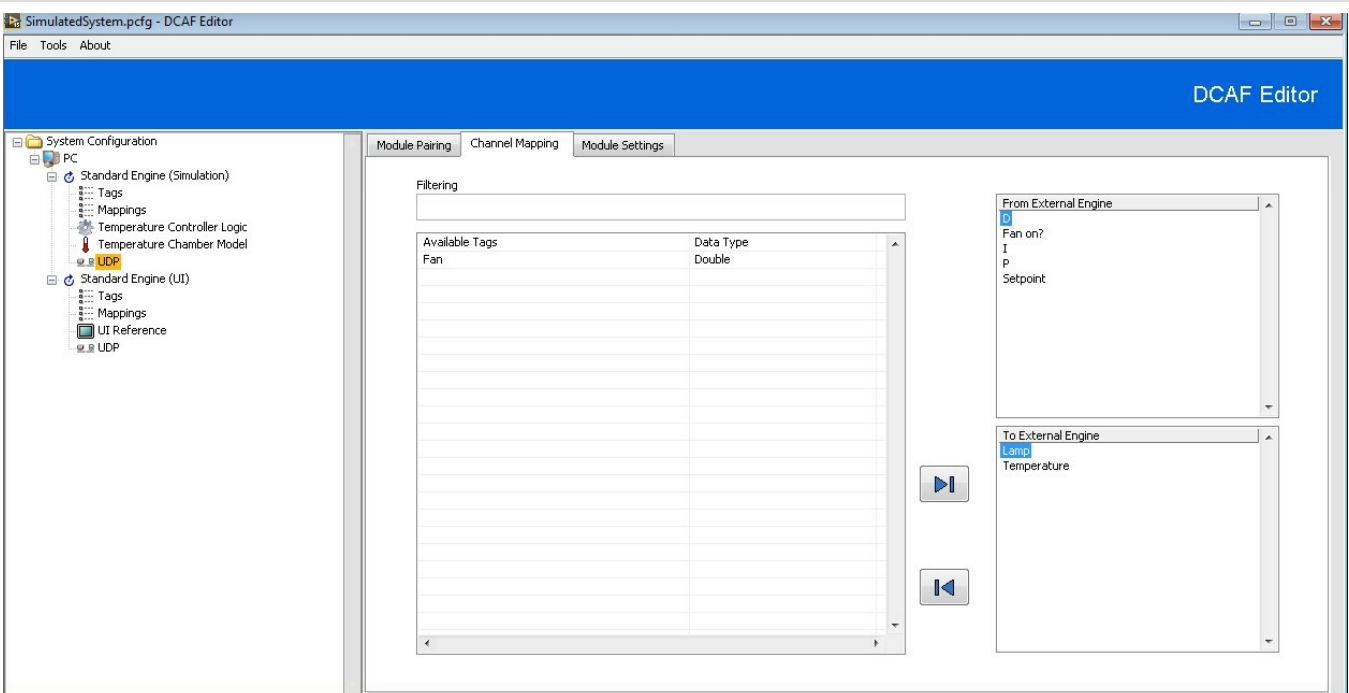 SimulatedSystem.pcfg - DCAF Editor
File Tools About
DCAF Editor
System Configuration
PC
Standard Engine (Simulation)
Tags
Mappings
Temperature Controller Logic
Temperature Chamber Model
UDP
Standard Engine (UI)
Tags
Mappings
UI Reference
UDP
Module Pairing Channel Mapping Module Settings
Filtering
Available Tags Data Type
Fan Double
From External Engine
D
Fan on?
I
P
Setpoint
To External Engine
Lamp
Temperature